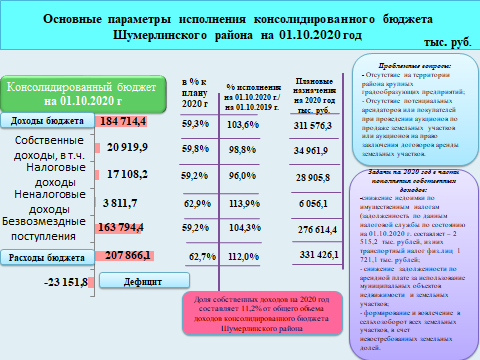 Основные параметры исполнения консолидированного бюджета
Шумерлинского района на 01.10.2020 год
тыс. руб.
Консолидированный бюджет
на 01.10.2020 г
в % к
плану
2020 г
% исполнения
на 01.10.2020 г./
на 01.10.2019 г.
Плановые
назначения
на 2020 год
тыс. руб.
Доходы бюджета 184 714,4 59,3% 103,6% 311 576,3
Собственные
доходы, в т.ч. 20 919,9 59,8% 98,8% 34 961,9
Налоговые
доходы 17 108,2 59,2% 96,0% 28 905,8
Неналоговые
доходы 3 811,7 62,9% 113,9% 6 056,1
Безвозмездные
поступления 163 794,4 59,2% 104,3% 276 614,4
Расходы бюджета 207 866,1 62,7% 112,0% 331 426,1
-23 151,8 Дефицит
Доля собственных доходов на 2020 год
составляет 11,2% от общего объема
доходов консолидированного бюджета
Шумерлинского района
Проблемные вопросы:
- Отсутствие на территории
района крупных
градообразующих предприятий;
- Отсутствие потенциальных
арендаторов или покупателей
при проведении аукционов по
продаже земельных участков
или аукционов на право
заключения договоров аренды
земельных участков.
Задачи на 2020 год в части
пополнения собственных
доходов:
-снижение недоимки по
имущественным налогам
(задолженность по данным
налоговой службы по состоянию
на 01.10.2020 г. составляет – 2
515,2 тыс. рублей, из них
транспортный налог физ.лиц 1
721,1 тыс. рублей;
- снижение задолженности по
арендной плате за использование
муниципальных объектов
недвижимости и земельных
участков;
- формирование и вовлечение в
сельхозоборот всех земельных
участков, в счет
невостребованных земельных
долей.